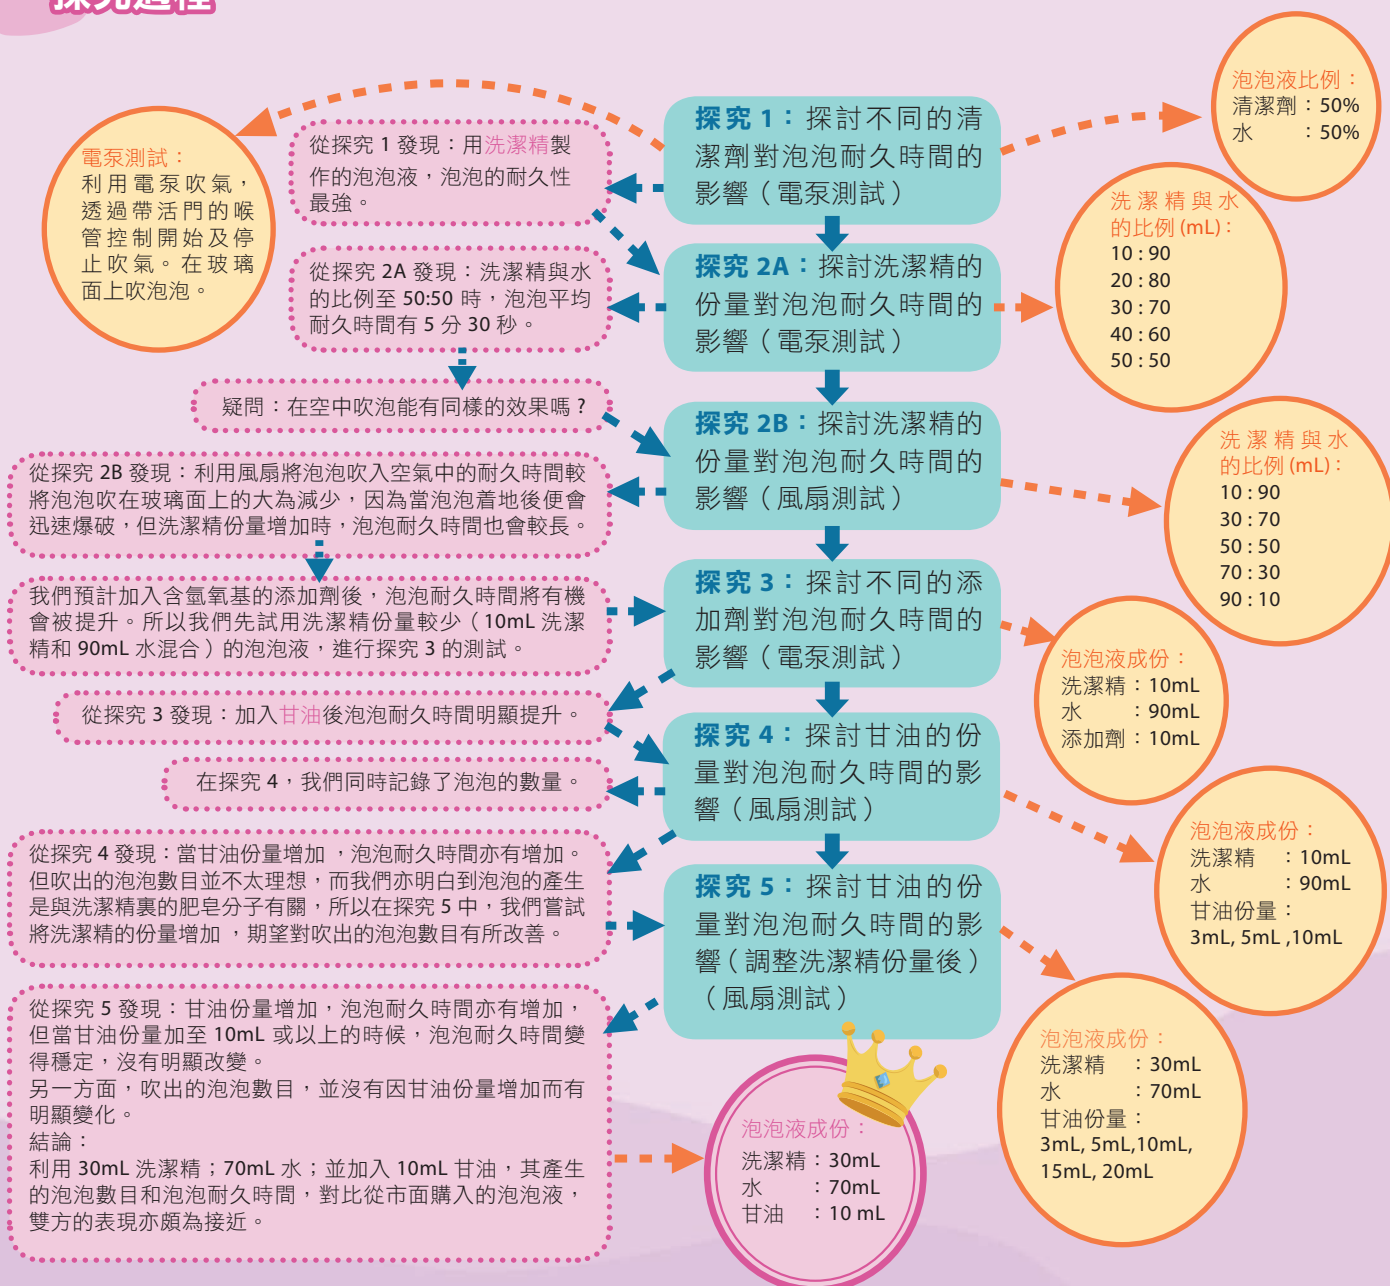 探究過程
泡泡液比例：
清潔劑：50%
水　　：50%
探究 1：探討不同的清
潔劑對泡泡耐久時間的
影響（電泵測試）
電泵測試：
利用電泵吹氣，
透過帶活門的喉
管控制開始及停
止吹氣。在玻璃
面上吹泡泡。
從探究 1 發現：用洗潔精製
作的泡泡液，泡泡的耐久性
最強。
洗潔精與水
的比例 (mL)：
10 : 90
20 : 80
30 : 70
40 : 60
50 : 50
探究 2A：探討洗潔精的
份量對泡泡耐久時間的
影響（電泵測試）
從探究 2A 發現：洗潔精與水
的比例至 50:50 時，泡泡平均
耐久時間有 5 分 30 秒。
疑問：在空中吹泡能有同樣的效果嗎？
探究 2B：探討洗潔精的
份量對泡泡耐久時間的
影響（風扇測試）
洗潔精與水
的比例 (mL)：
10 : 90
30 : 70
50 : 50
70 : 30
90 : 10
從探究 2B 發現：利用風扇將泡泡吹入空氣中的耐久時間較
將泡泡吹在玻璃面上的大為減少，因為當泡泡着地後便會
迅速爆破，但洗潔精份量增加時，泡泡耐久時間也會較長。
我們預計加入含氫氧基的添加劑後，泡泡耐久時間將有機
會被提升。所以我們先試用洗潔精份量較少（10mL 洗潔
精和 90mL 水混合）的泡泡液，進行探究 3 的測試。
探究 3：探討不同的添
加劑對泡泡耐久時間的
影響（電泵測試）
泡泡液成份：
洗潔精：10mL
水　　：90mL
添加劑：10mL
從探究 3 發現：加入甘油後泡泡耐久時間明顯提升。
探究 4：探討甘油的份
量對泡泡耐久時間的影
響（風扇測試）
在探究 4，我們同時記錄了泡泡的數量。
泡泡液成份：
洗潔精　：10mL
水　　　：90mL
甘油份量：
3mL, 5mL ,10mL
從探究 4 發現：當甘油份量增加 ，泡泡耐久時間亦有增加。
但吹出的泡泡數目並不太理想，而我們亦明白到泡泡的產生
是與洗潔精裏的肥皂分子有關，所以在探究 5 中，我們嘗試
將洗潔精的份量增加 ，期望對吹出的泡泡數目有所改善。
探究 5：探討甘油的份
量對泡泡耐久時間的影
響（調整洗潔精份量後）
（風扇測試）
泡泡液成份：
洗潔精　：30mL
水　　　：70mL
甘油份量：
3mL, 5mL,10mL,
15mL, 20mL
從探究 5 發現：甘油份量增加，泡泡耐久時間亦有增加，
但當甘油份量加至 10mL 或以上的時候，泡泡耐久時間變
得穩定，沒有明顯改變。
另一方面，吹出的泡泡數目，並沒有因甘油份量增加而有
明顯變化。
結論：
利用 30mL 洗潔精；70mL 水；並加入 10mL 甘油，其產生
的泡泡數目和泡泡耐久時間，對比從市面購入的泡泡液，
雙方的表現亦頗為接近。
泡泡液成份：
洗潔精：30mL
水　　：70mL
甘油　：10 mL